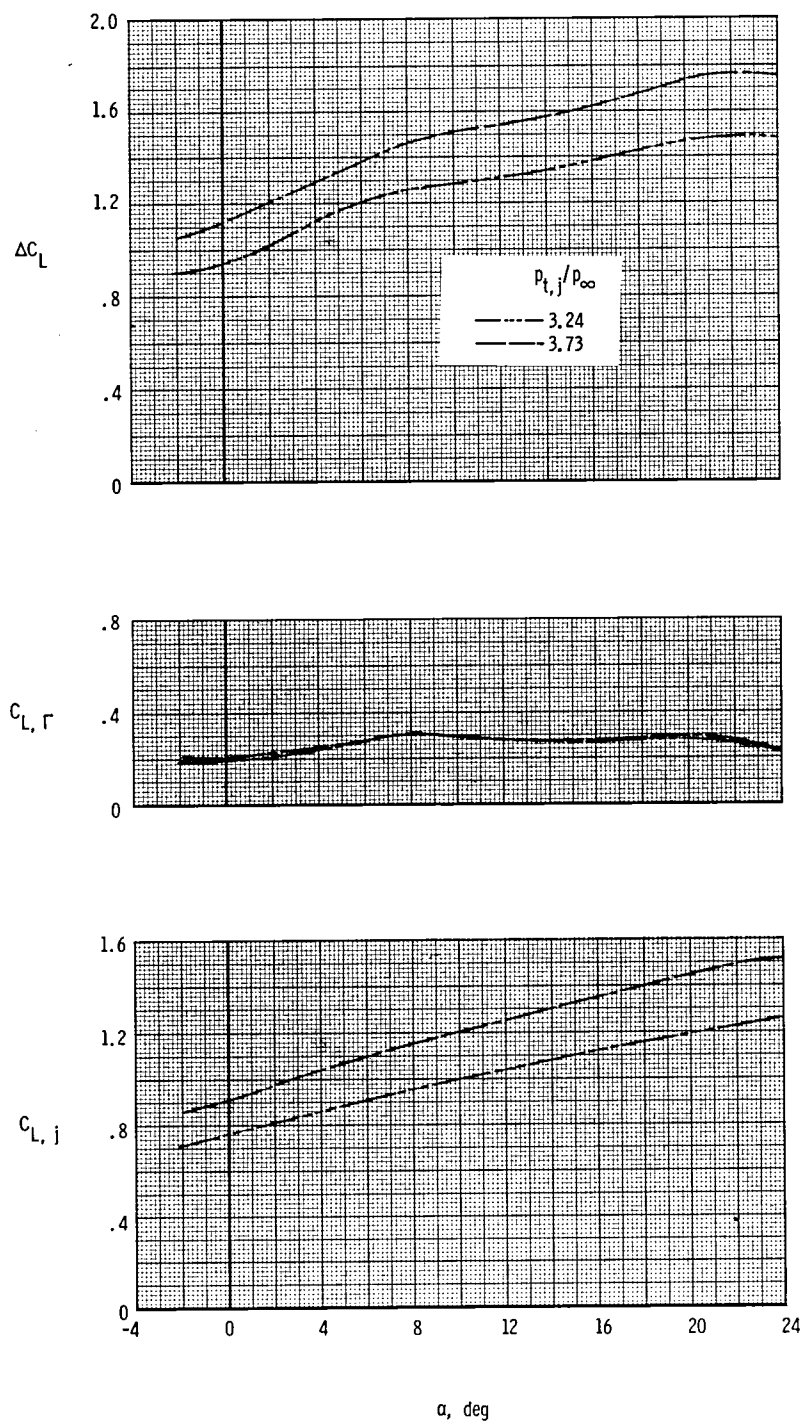 2.0
1.6
1.2
ΔC_L
.8
.4
0
p_t,j/p_∞
3.24
3.73
.8
C_L, Γ
.4
0
1.6
1.2
C_L, j
.8
.4
0
-4 0 4 8 12 16 20 24
α, deg